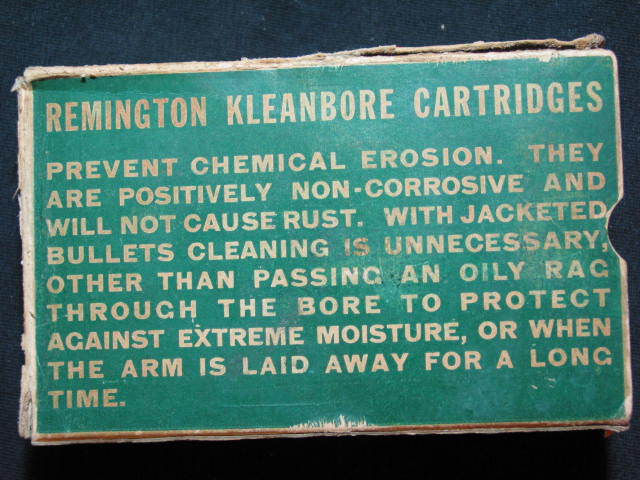 REMINGTON KLEANBORE CARTRIDGES
PREVENT CHEMICAL EROSION. THEY
ARE POSITIVELY NON-CORROSIVE AND
WILL NOT CAUSE RUST. WITH JACKETED
BULLETS CLEANING IS UNNECESSARY,
OTHER THAN PASSING AN OILY RAG
THROUGH THE BORE TO PROTECT
AGAINST EXTREME MOISTURE, OR WHEN
THE ARM IS LAID AWAY FOR A LONG
TIME.